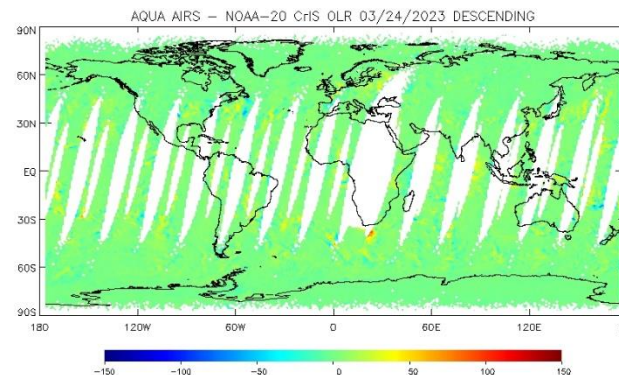 AQUA AIRS - NOAA-20 CrIS OLR 03/24/2023 DESCENDING
90N
60N
30N
EQ
30S
60S
90S
180 120W 60W 0 60E 120E
-150 -100 -50 0 50 100 150